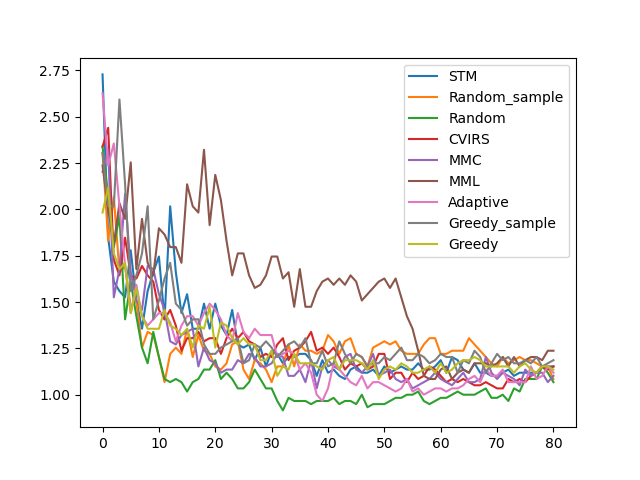 2.75
2.50
2.25
2.00
1.75
1.50
1.25
1.00
0
10
20
30
40
50
60
70
80
STM
Random_sample
Random
CVIRS
MMC
MML
Adaptive
Greedy_sample
Greedy